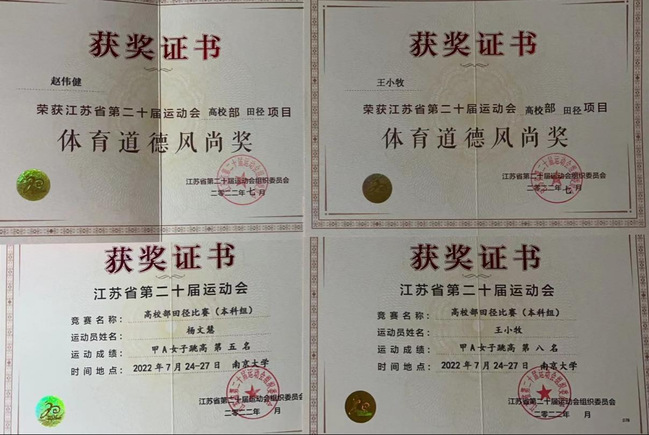 获奖证书
赵伟健
荣获江苏省第二十届运动会 高校部 田径 项目
体育道德风尚奖
江苏省第二十届运动会组织委员会
二〇二二年七月
获奖证书
王小牧
荣获江苏省第二十届运动会 高校部 田径 项目
体育道德风尚奖
江苏省第二十届运动会组织委员会
二〇二二年七月
获奖证书
江苏省第二十届运动会
竞赛名称：高校部田径比赛（本科组）
运动员姓名：杨文慧
运动成绩：甲A女子跳高 第五名
时间地点：2022年7月24-27日 南京大学
江苏省第二十届运动会组织委员会
二〇二二年 月
获奖证书
江苏省第二十届运动会
竞赛名称：高校部田径比赛（本科组）
运动员姓名：王小牧
运动成绩：甲A女子跳高 第八名
时间地点：2022年7月24-27日 南京大学
江苏省第二十届运动会组织委员会
二〇二二年 月